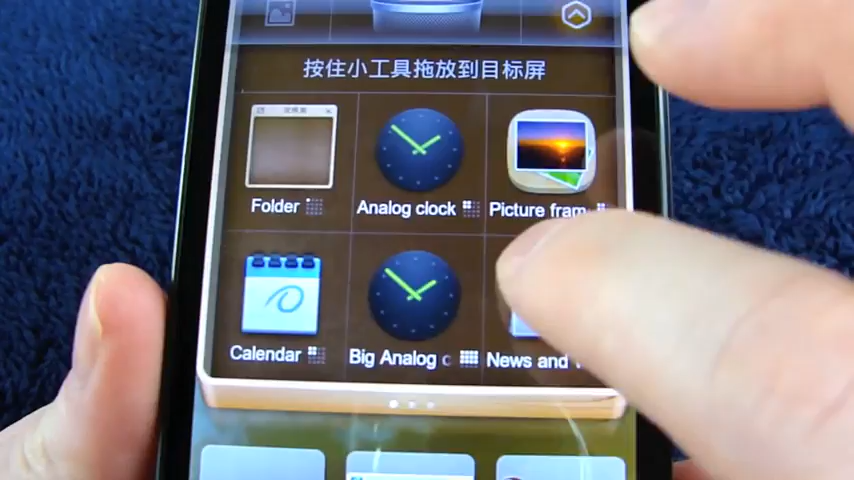 按住小工具拖放到目标屏
Folder Analog clock Picture fram
Calendar Big Analog c News and